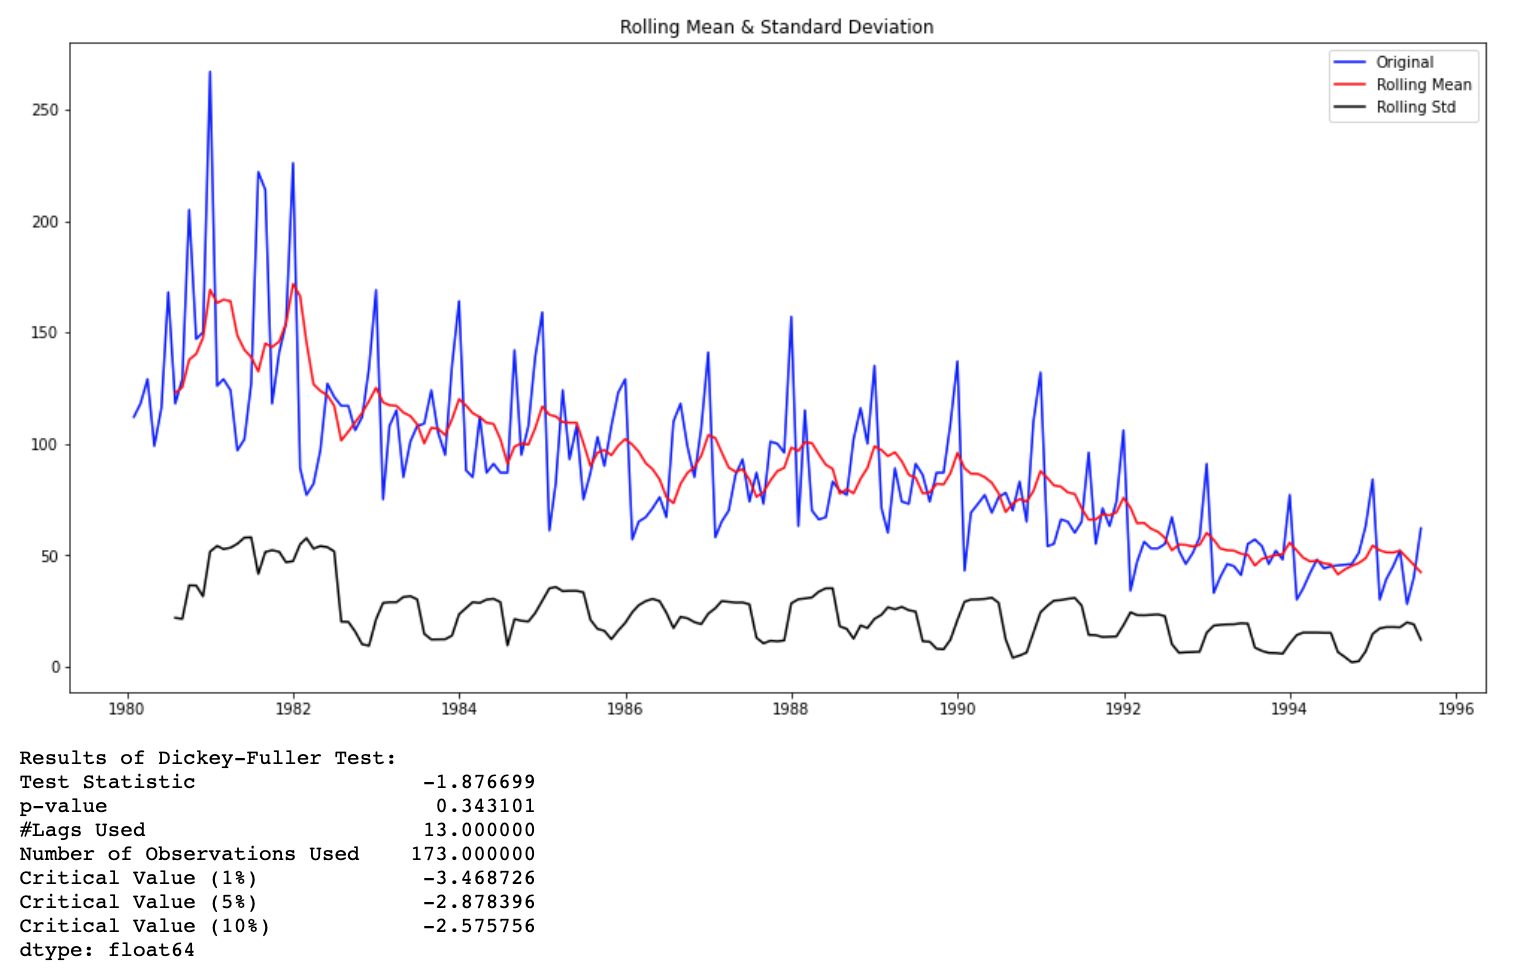 Rolling Mean & Standard Deviation
Original
Rolling Mean
Rolling Std
250
200
150
100
50
0
1980 1982 1984 1986 1988 1990 1992 1994 1996
Results of Dickey-Fuller Test:
Test Statistic -1.876699
p-value 0.343101
#Lags Used 13.000000
Number of Observations Used 173.000000
Critical Value (1%) -3.468726
Critical Value (5%) -2.878396
Critical Value (10%) -2.575756
dtype: float64